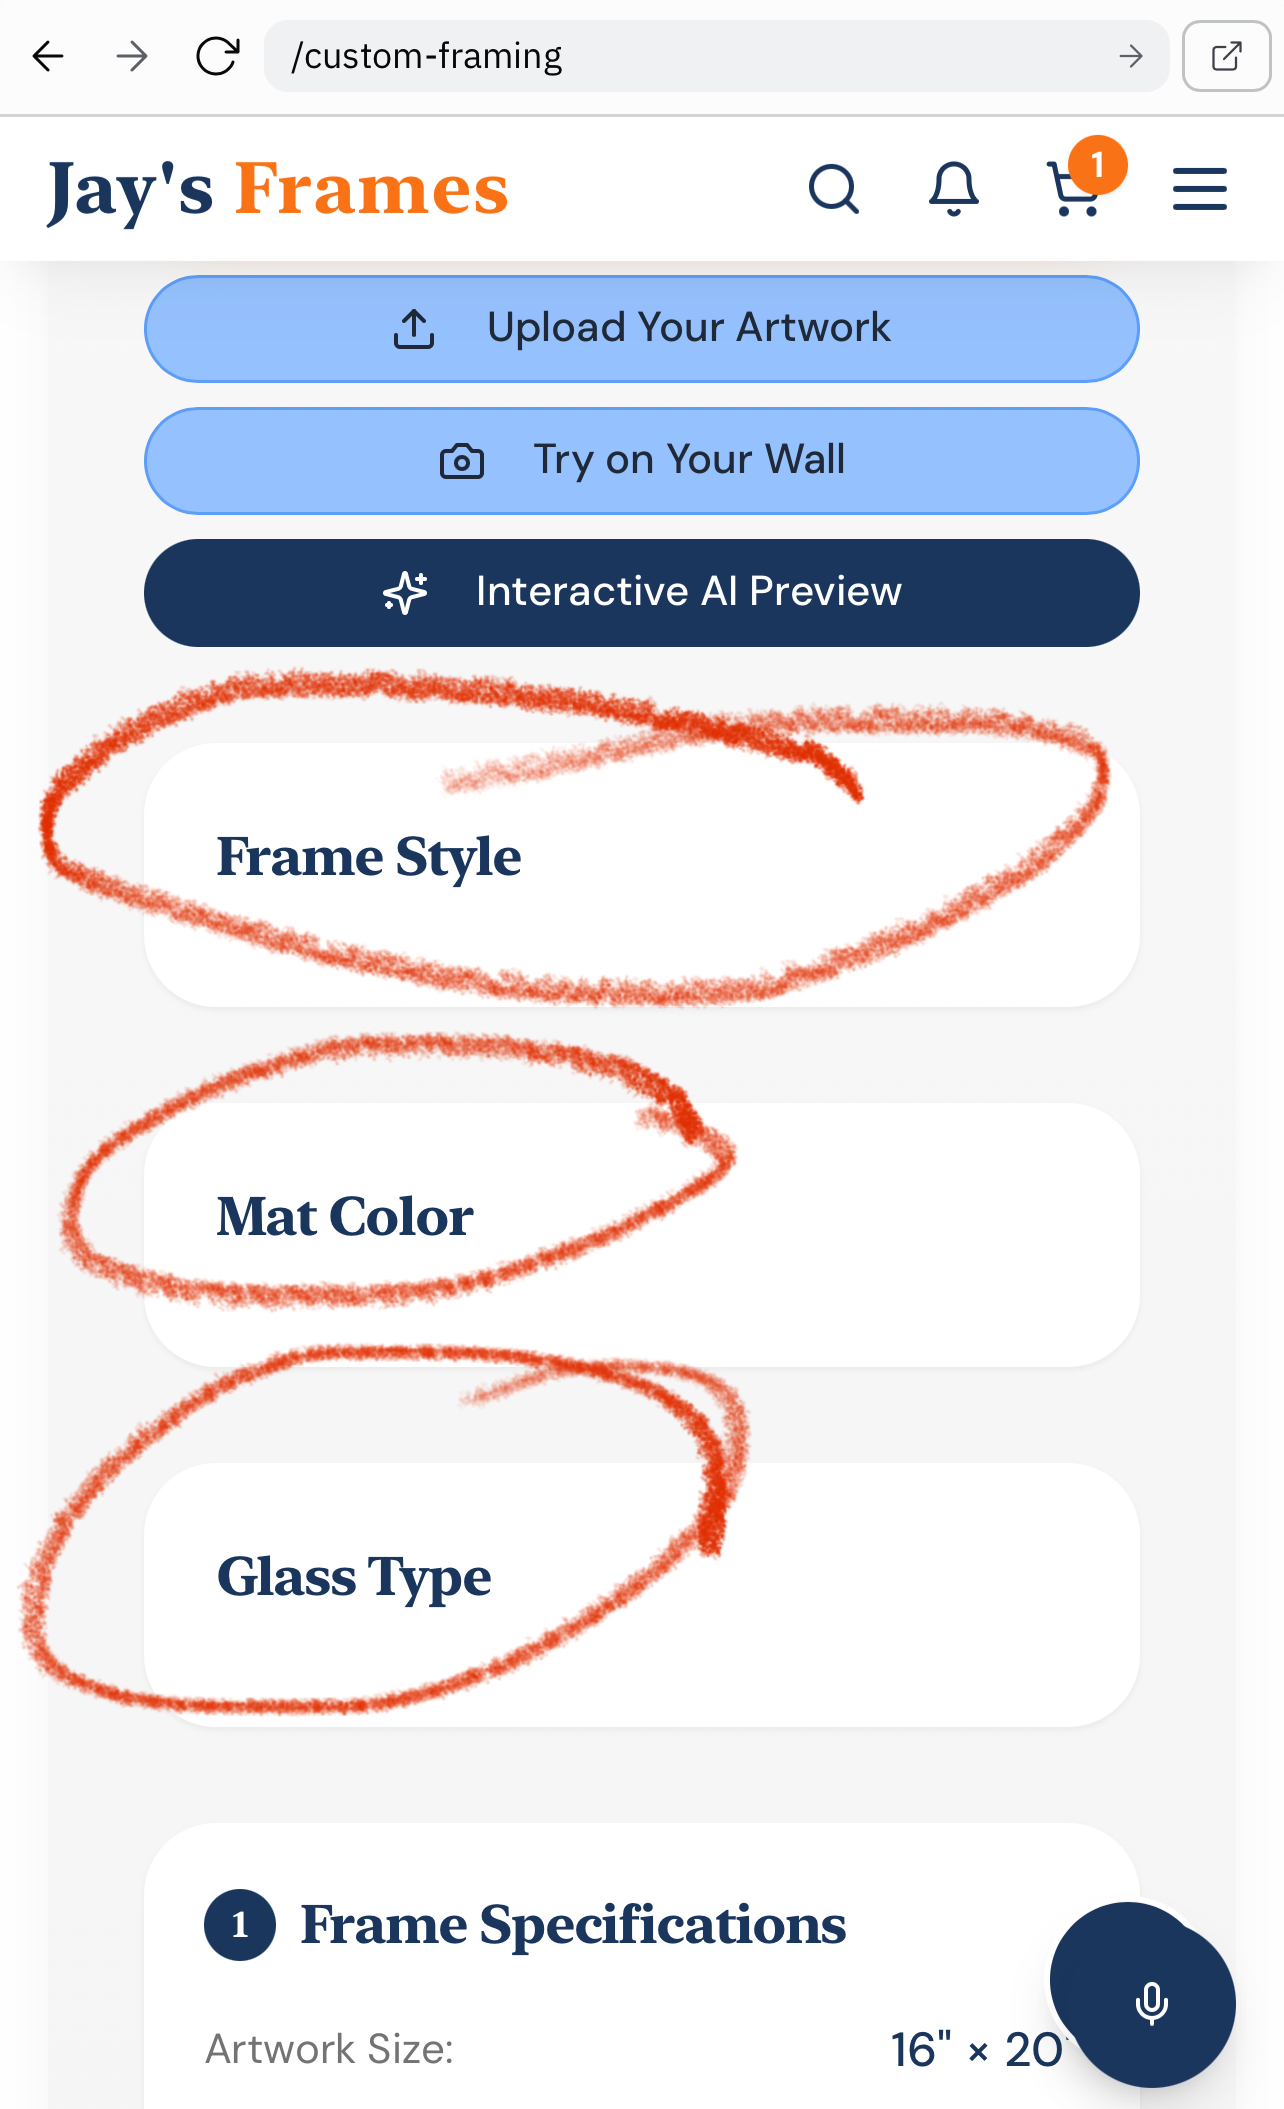 /custom-framing
Jay's Frames
1
Upload Your Artwork
Try on Your Wall
Interactive AI Preview
Frame Style
Mat Color
Glass Type
1 Frame Specifications
Artwork Size: 16" × 20"